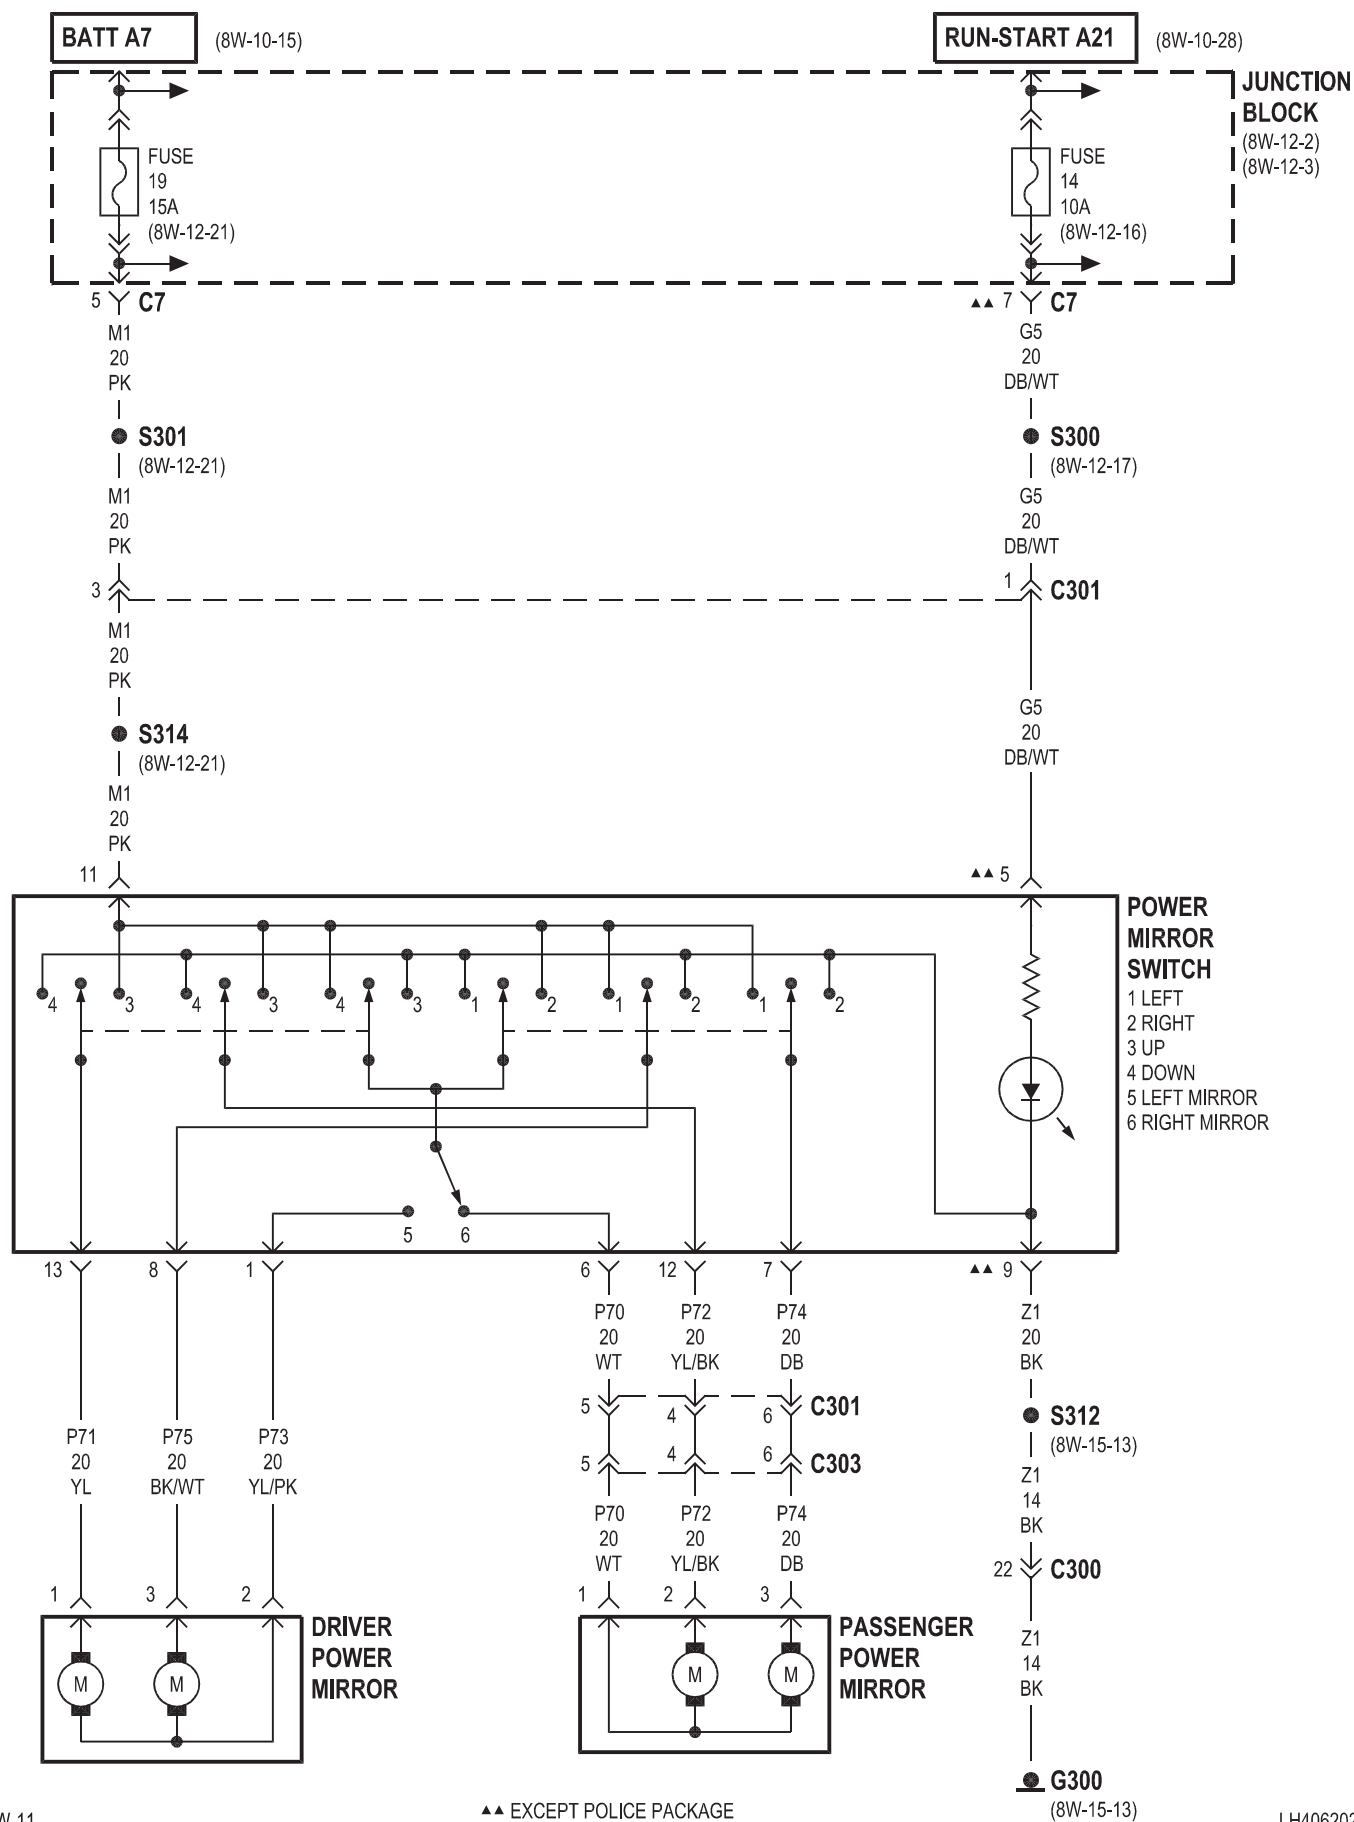 BATT A7
(8W-10-15)
RUN-START A21
(8W-10-28)
JUNCTION
BLOCK
(8W-12-2)
(8W-12-3)
FUSE
19
15A
(8W-12-21)
FUSE
14
10A
(8W-12-16)
5 C7
▲▲ 7 C7
M1
20
PK
G5
20
DB/WT
S301
(8W-12-21)
S300
(8W-12-17)
M1
20
PK
G5
20
DB/WT
3
1 C301
M1
20
PK
G5
20
DB/WT
S314
(8W-12-21)
M1
20
PK
11
▲▲ 5
POWER
MIRROR
SWITCH
1 LEFT
2 RIGHT
3 UP
4 DOWN
5 LEFT MIRROR
6 RIGHT MIRROR
4 3 4 3 4 3 1 2 1 2 1 2
5 6
13 8 1 6 12 7 ▲▲ 9
P70
20
WT
P72
20
YL/BK
P74
20
DB
Z1
20
BK
5 4 6 C301
S312
(8W-15-13)
P71
20
YL
P75
20
BK/WT
P73
20
YL/PK
5 4 6 C303
Z1
14
BK
P70
20
WT
P72
20
YL/BK
P74
20
DB
22 C300
1 3 2
1 2 3
DRIVER
POWER
MIRROR
M M
PASSENGER
POWER
MIRROR
M M
Z1
14
BK
G300
(8W-15-13)
▲▲ EXCEPT POLICE PACKAGE